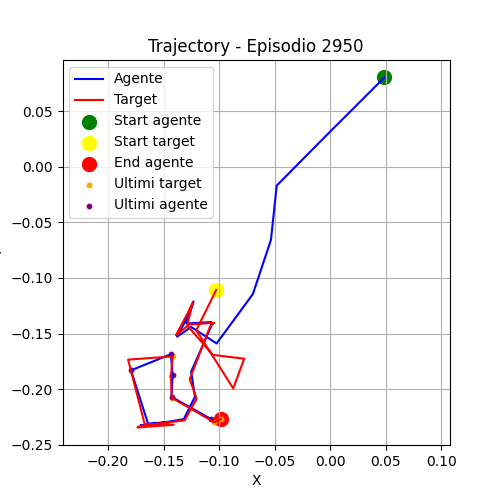 Trajectory - Episodio 2950
Agente
Target
Start agente
Start target
End agente
Ultimi target
Ultimi agente
0.05
0.00
−0.05
−0.10
−0.15
−0.20
−0.25
−0.20
−0.15
−0.10
−0.05
0.00
0.05
0.10
X